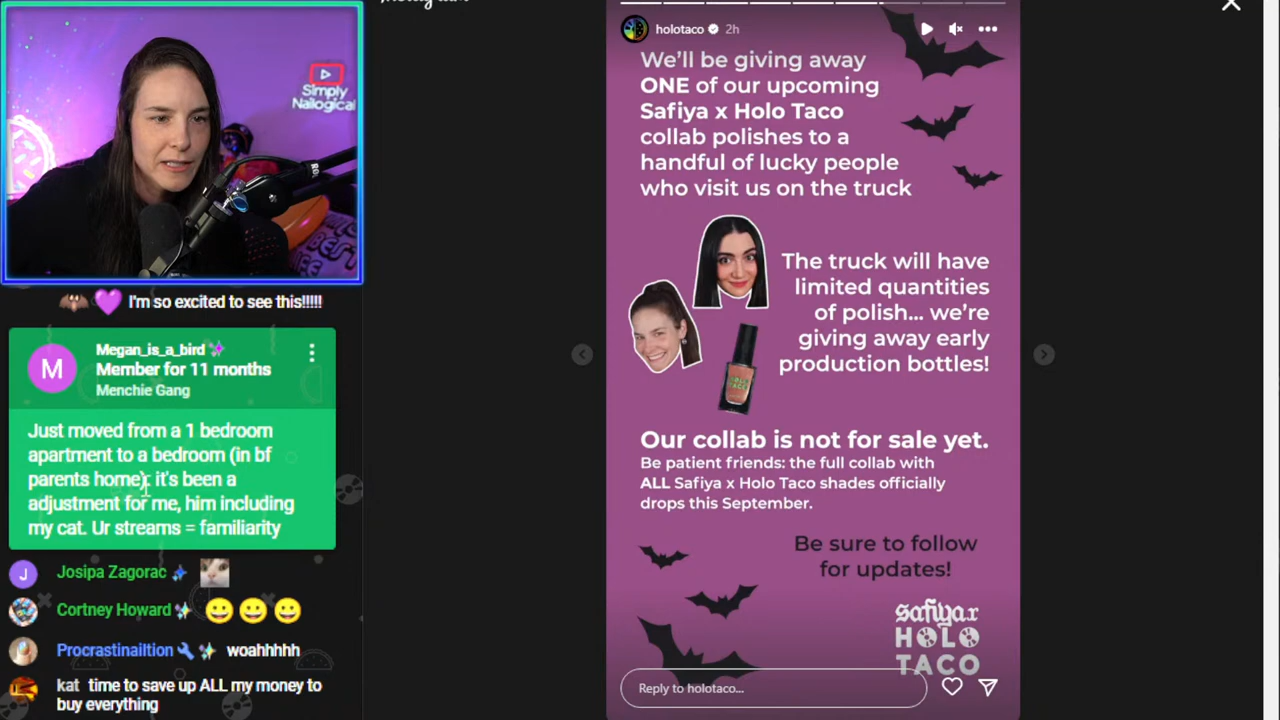 Simply
Nailogical
I'm so excited to see this!!!!!
M
Megan_is_a_bird
Member for 11 months
Menchie Gang
Just moved from a 1 bedroom
apartment to a bedroom (in bf
parents home); it's been a
adjustment for me, him including
my cat. Ur streams = familiarity
J Josipa Zagorac
Cortney Howard
Procrastinailtion woahhhhh
kat time to save up ALL my money to
buy everything
holotaco 2h
We'll be giving away
ONE of our upcoming
Safiya x Holo Taco
collab polishes to a
handful of lucky people
who visit us on the truck
The truck will have
limited quantities
of polish... we're
giving away early
production bottles!
HOLO
TACO
Our collab is not for sale yet.
Be patient friends: the full collab with
ALL Safiya x Holo Taco shades officially
drops this September.
Be sure to follow
for updates!
safiya x
HOLO
TACO
Reply to holotaco...